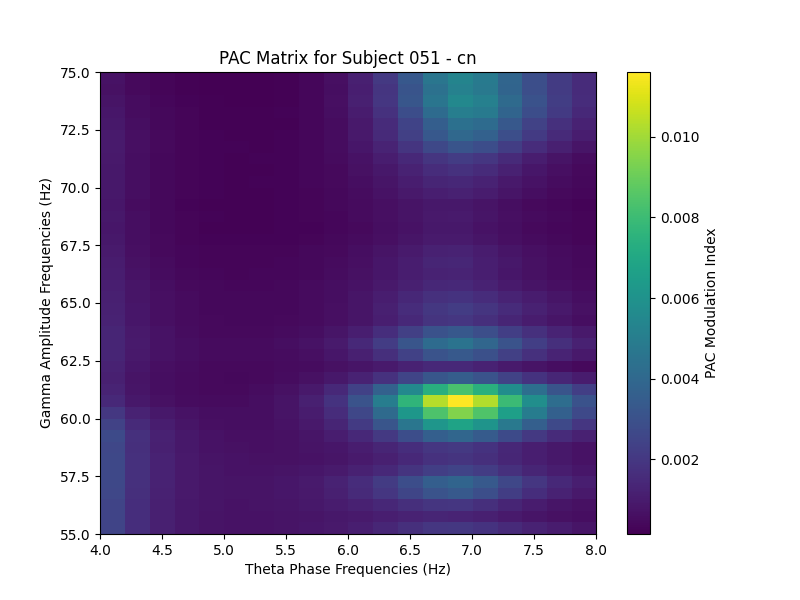 PAC Matrix for Subject 051 - cn
75.0
72.5
70.0
67.5
65.0
62.5
60.0
57.5
55.0
Gamma Amplitude Frequencies (Hz)
4.0 4.5 5.0 5.5 6.0 6.5 7.0 7.5 8.0
Theta Phase Frequencies (Hz)
0.010
0.008
0.006
0.004
0.002
PAC Modulation Index